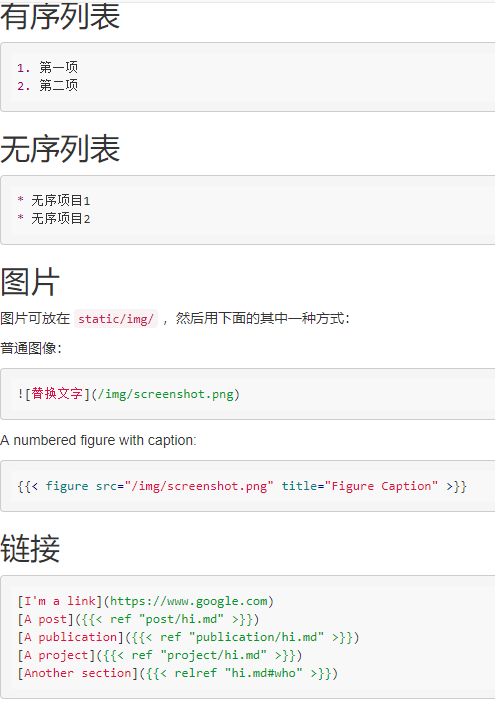 有序列表
1. 第一项
2. 第二项
无序列表
* 无序项目1
* 无序项目2
图片
图片可放在 static/img/ ，然后用下面的其中一种方式：
普通图像：
![替换文字](/img/screenshot.png)
A numbered figure with caption:
{{< figure src="/img/screenshot.png" title="Figure Caption" >}}
链接
[I'm a link](https://www.google.com)
[A post]({{< ref "post/hi.md" >}})
[A publication]({{< ref "publication/hi.md" >}})
[A project]({{< ref "project/hi.md" >}})
[Another section]({{< relref "hi.md#who" >}})